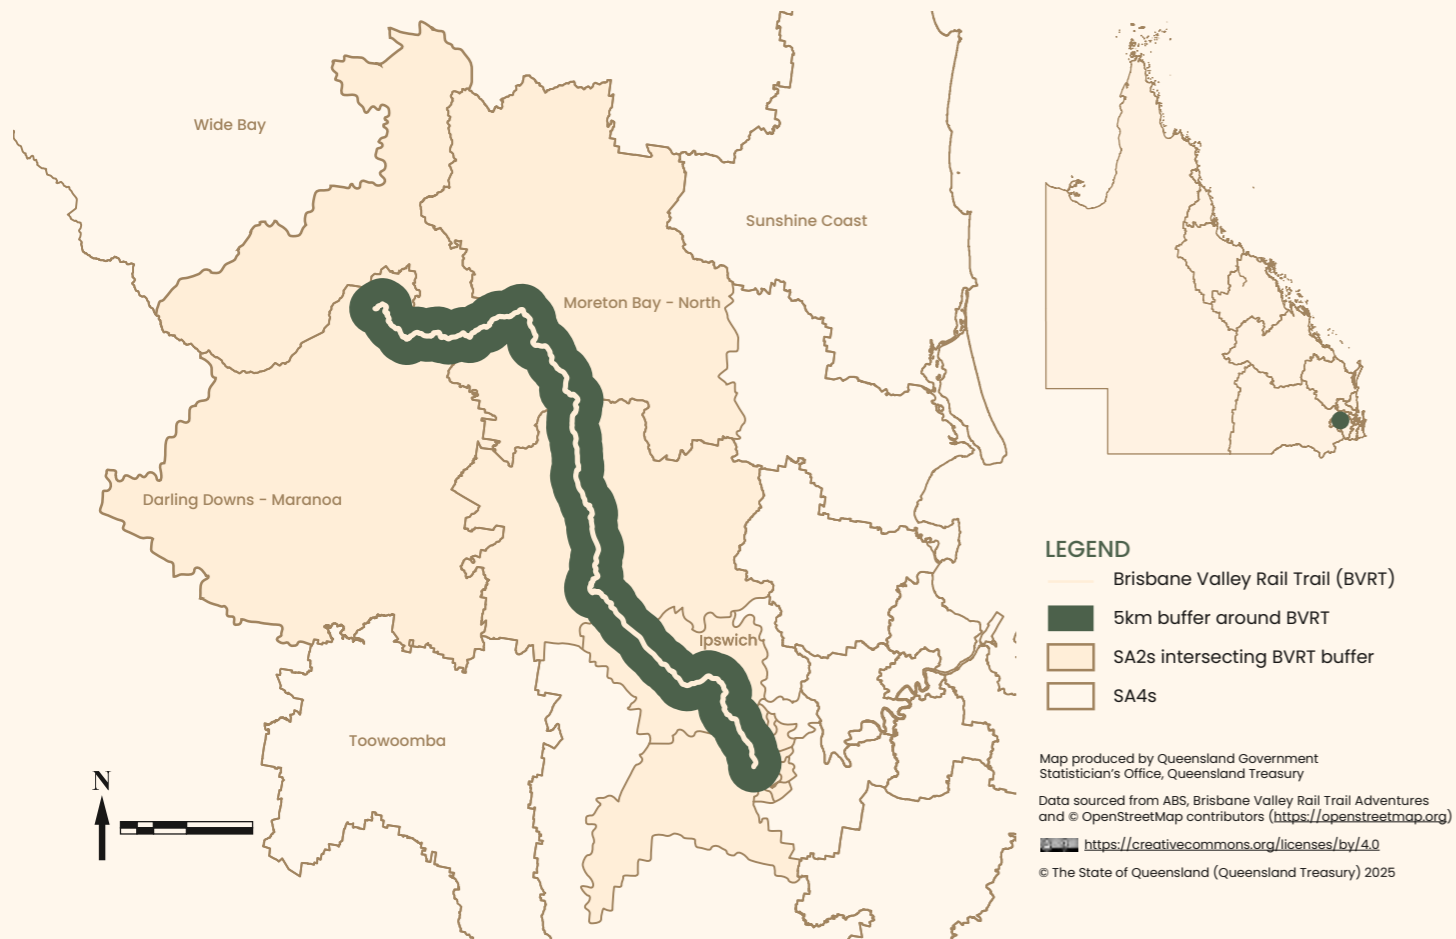 Wide Bay
Sunshine Coast
Moreton Bay - North
Darling Downs - Maranoa
Ipswich
Toowoomba
N
LEGEND
Brisbane Valley Rail Trail (BVRT)
5km buffer around BVRT
SA2s intersecting BVRT buffer
SA4s
Map produced by Queensland Government
Statistician's Office, Queensland Treasury
Data sourced from ABS, Brisbane Valley Rail Trail Adventures
and © OpenStreetMap contributors (https://openstreetmap.org)
https://creativecommons.org/licenses/by/4.0
© The State of Queensland (Queensland Treasury) 2025